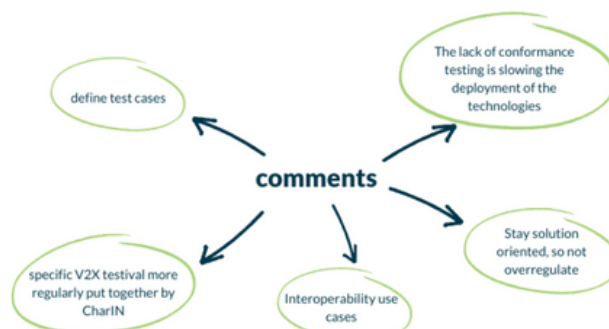 The lack of conformance
testing is slowing the
deployment of the
technologies
define test cases
comments
Stay solution
oriented, so not
overregulate
specific V2X testival more
regularly put together by
CharIN
Interoperability use
cases